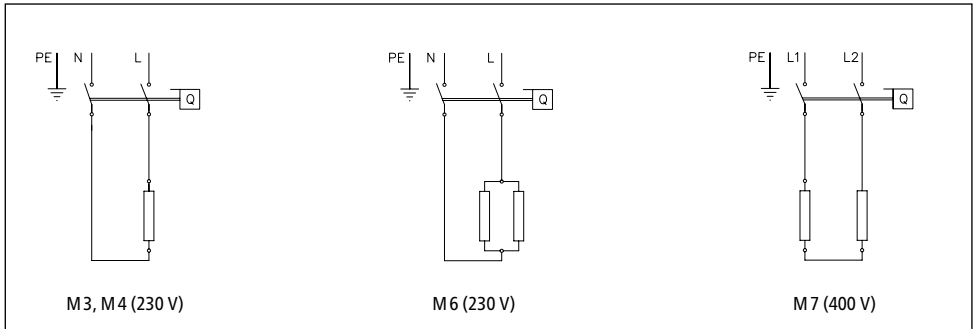 PE N L
Q
M3, M4 (230 V)
PE N L
Q
M6 (230 V)
PE L1 L2
Q
M7 (400 V)